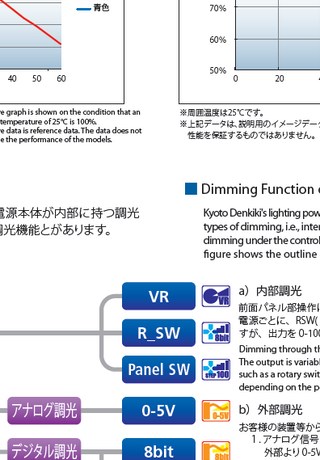 青色
40 50 60
e graph is shown on the condition that an
temperature of 25℃ is 100%.
e data is reference data. The data does not
e the performance of the models.
70%
60%
50%
0 20
※周囲温度は25℃です。
※上記データは、説明用のイメージデー
性能を保証するものではありません。
電源本体が内部に持つ調光
光機能とがあります。
Dimming Function
Kyoto Denkiki's lighting pow
types of dimming, i.e., inter
dimming under the control
figure shows the outline
VR
R_SW
Panel SW
アナログ調光
0-5V
デジタル調光
8bit
VR
8bit
100
a）内部調光
前面パネル部操作
電源ごとに、RSW(
すが、出力を 0-100
Dimming through th
The output is variabl
such as a rotary swit
depending on the p
b）外部調光
お客様の装置等から
1．アナログ信号
外部より 0-5V
0-5V
8bit